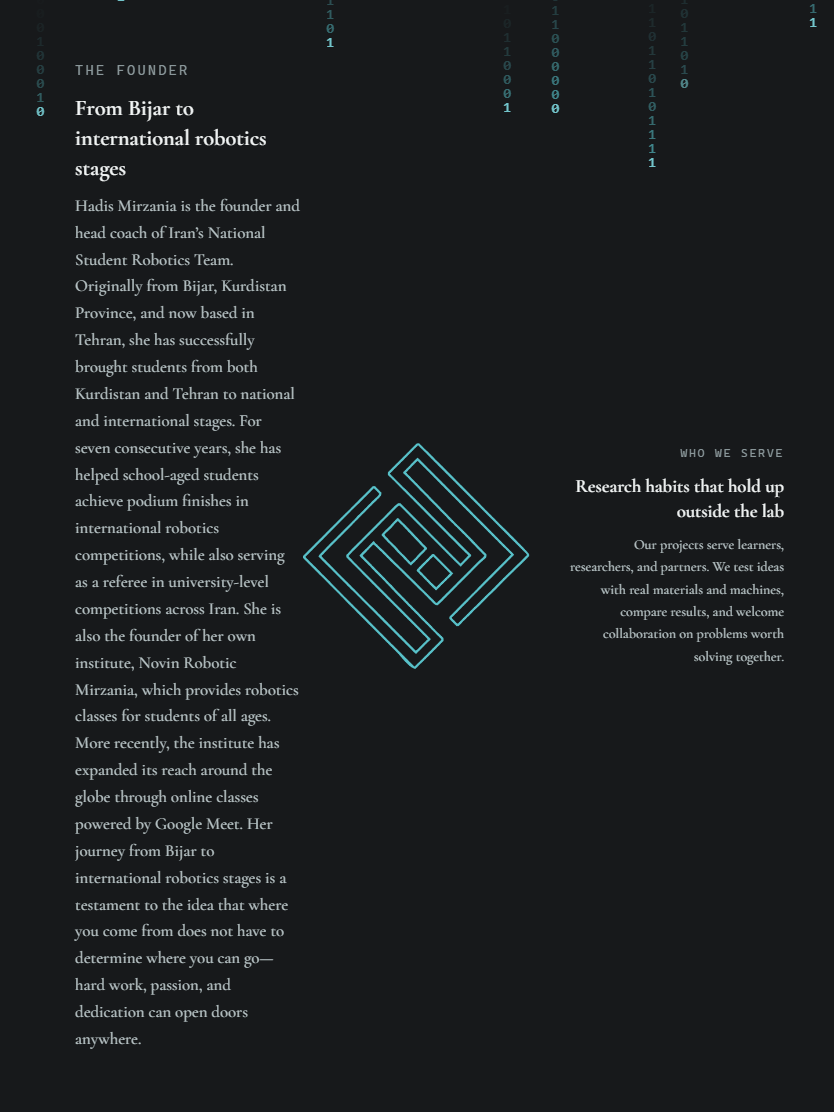 THE FOUNDER
From Bijar to
international robotics
stages
Hadis Mirzania is the founder and
head coach of Iran’s National
Student Robotics Team.
Originally from Bijar, Kurdistan
Province, and now based in
Tehran, she has successfully
brought students from both
Kurdistan and Tehran to national
and international stages. For
seven consecutive years, she has
helped school-aged students
achieve podium finishes in
international robotics
competitions, while also serving
as a referee in university-level
competitions across Iran. She is
also the founder of her own
institute, Novin Robotic
Mirzania, which provides robotics
classes for students of all ages.
More recently, the institute has
expanded its reach around the
globe through online classes
powered by Google Meet. Her
journey from Bijar to
international robotics stages is a
testament to the idea that where
you come from does not have to
determine where you can go—
hard work, passion, and
dedication can open doors
anywhere.
WHO WE SERVE
Research habits that hold up
outside the lab
Our projects serve learners,
researchers, and partners. We test ideas
with real materials and machines,
compare results, and welcome
collaboration on problems worth
solving together.